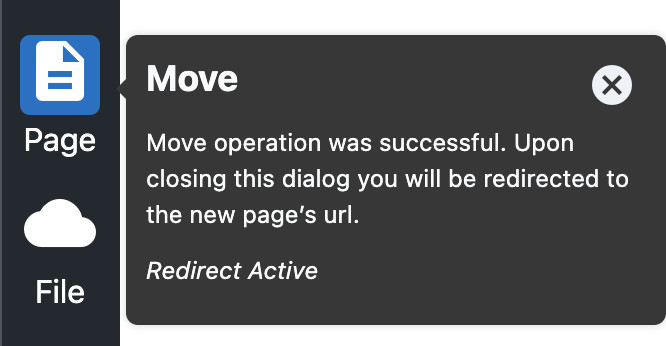 Page
File
Move
Move operation was successful. Upon
closing this dialog you will be redirected to
the new page’s url.
Redirect Active